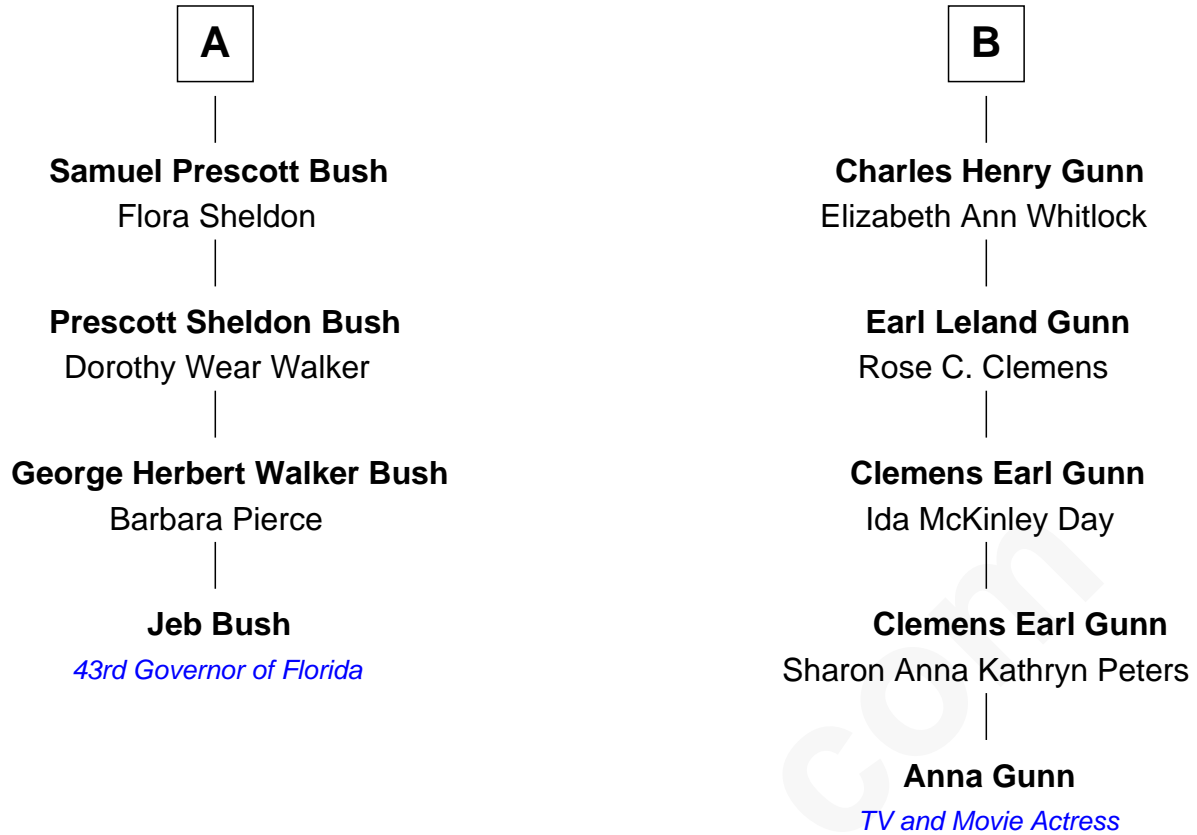 A
Samuel Prescott Bush
Flora Sheldon
Prescott Sheldon Bush
Dorothy Wear Walker
George Herbert Walker Bush
Barbara Pierce
Jeb Bush
43rd Governor of Florida
B
Charles Henry Gunn
Elizabeth Ann Whitlock
Earl Leland Gunn
Rose C. Clemens
Clemens Earl Gunn
Ida McKinley Day
Clemens Earl Gunn
Sharon Anna Kathryn Peters
Anna Gunn
TV and Movie Actress
com